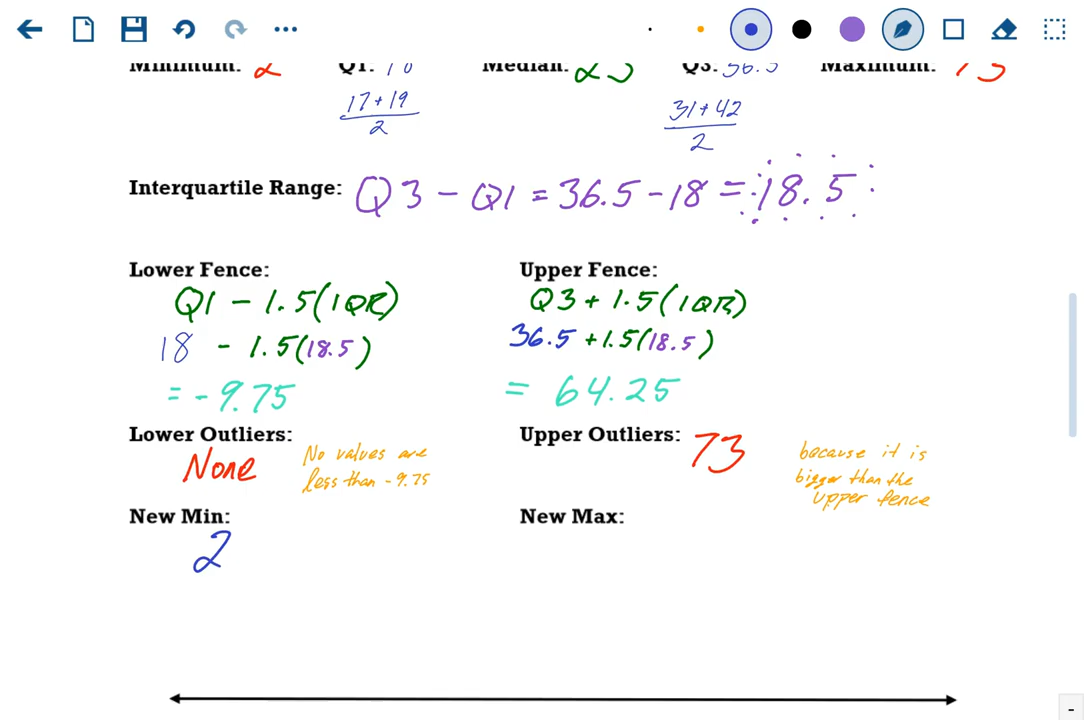 Minimum: 2 Q1: 18 Median: 25 Q3: 36.5 Maximum: 73
17 + 19 31 + 42
2 2
Interquartile Range: Q3 - Q1 = 36.5 - 18 = 18.5
Lower Fence: Upper Fence:
Q1 - 1.5(IQR) Q3 + 1.5(IQR)
18 - 1.5(18.5) 36.5 + 1.5(18.5)
= -9.75 = 64.25
Lower Outliers: Upper Outliers: 73
None No values are less than -9.75
because it is
bigger than the
upper fence
New Min: New Max:
2